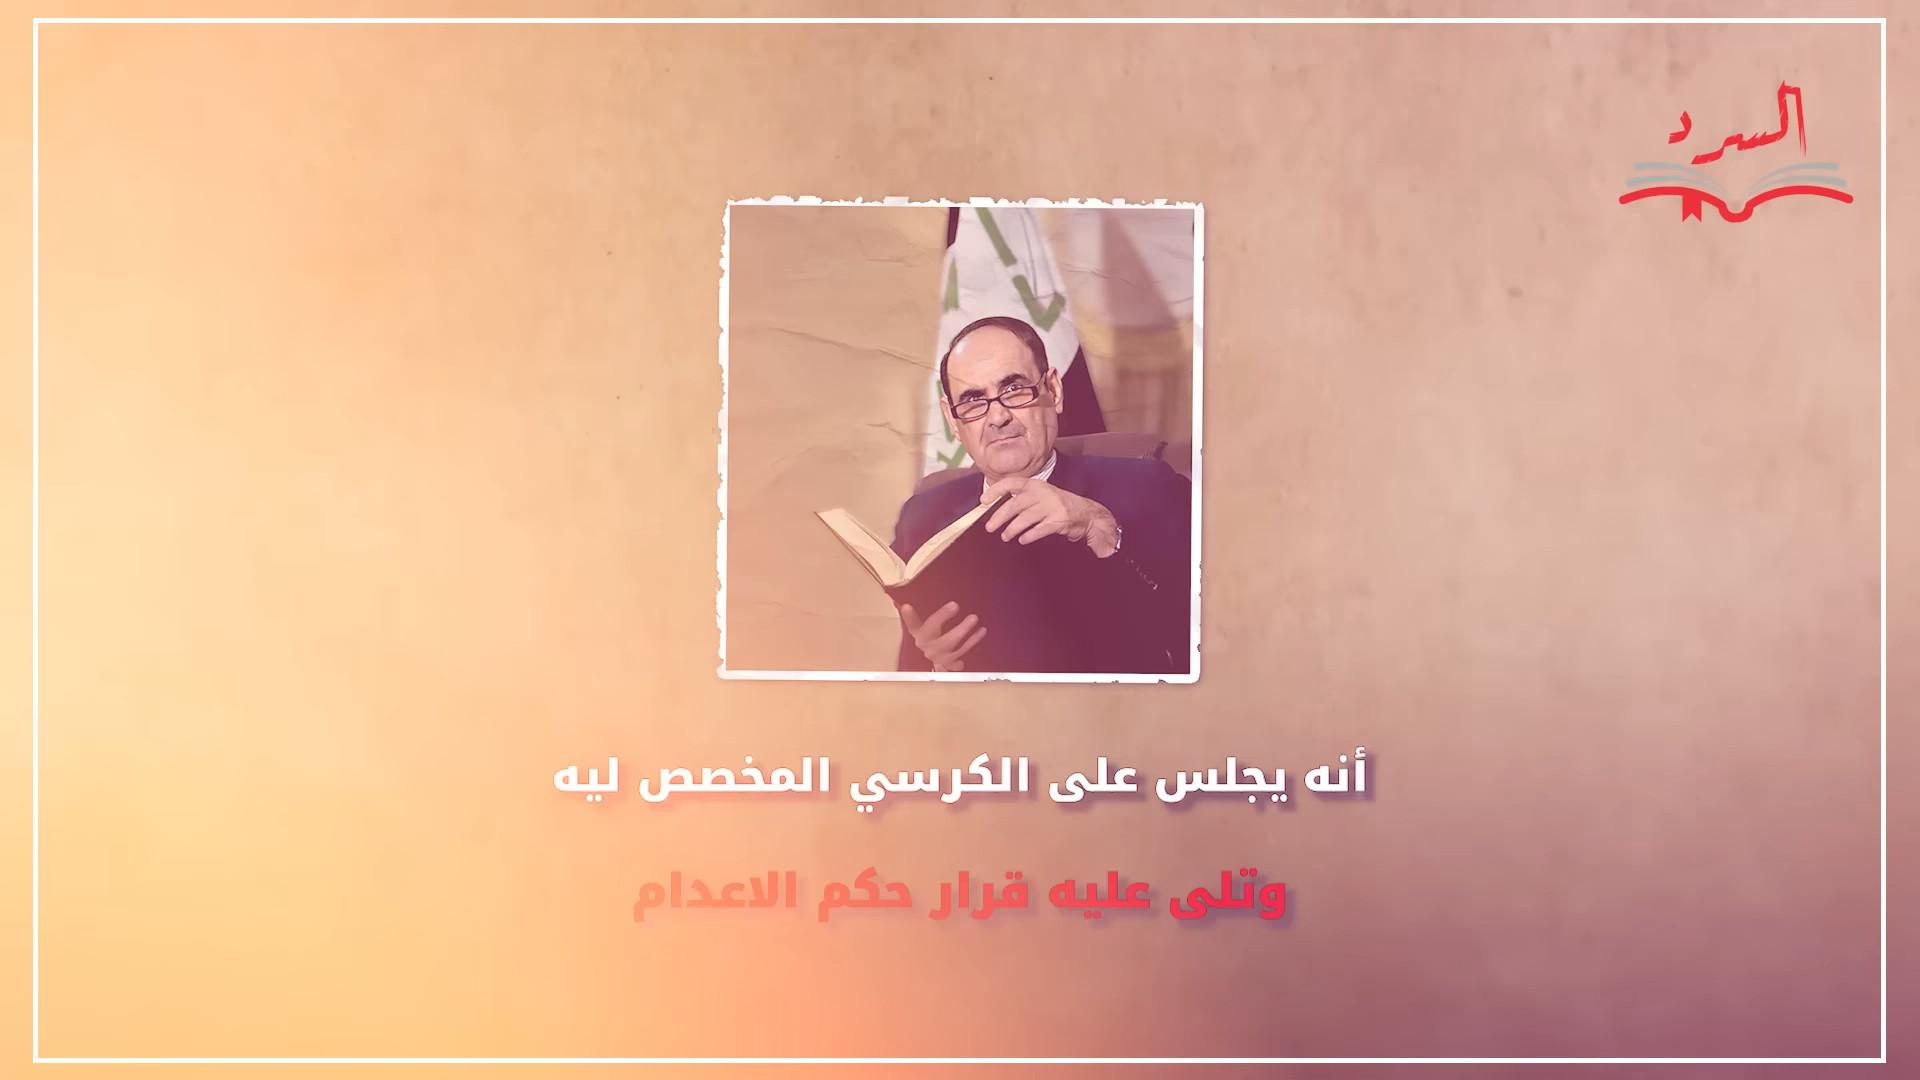 السرد
أنه يجلس على الكرسي المخصص ليه
وتلى عليه قرار حكم الاعدام